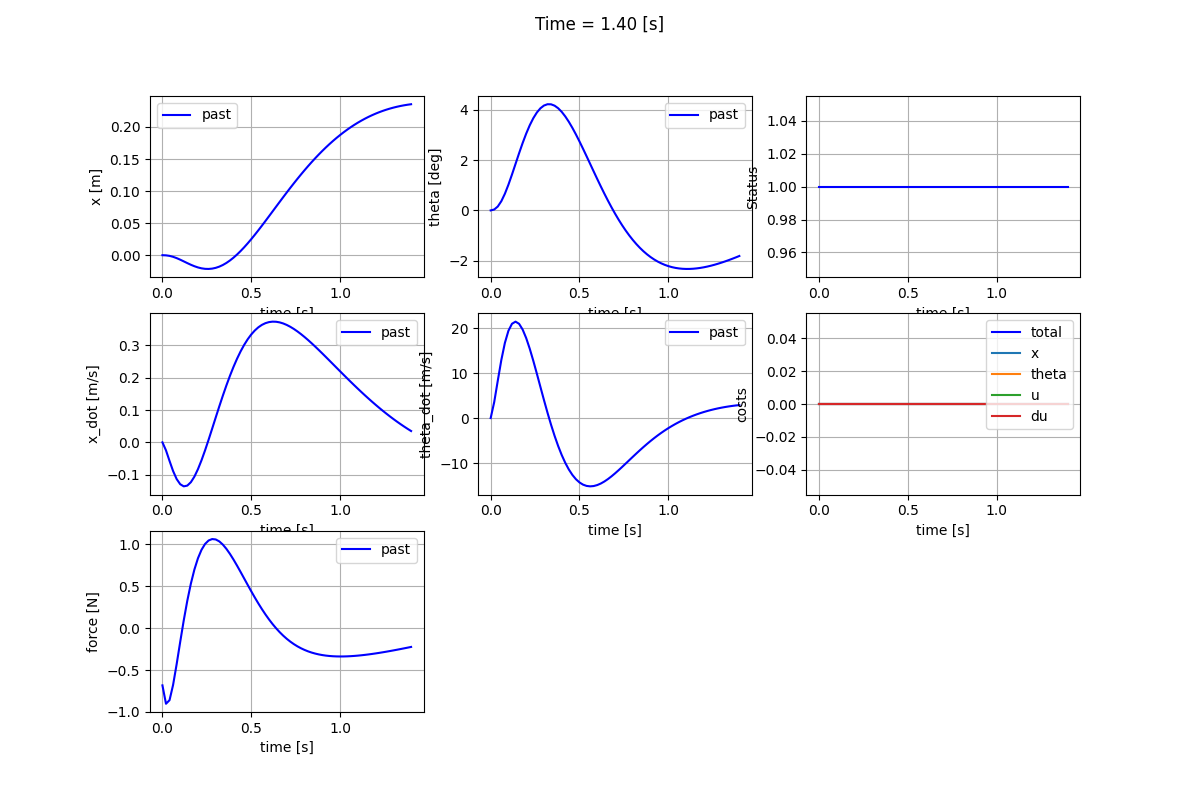 Time = 1.40 [s]
x [m]
0.20
0.15
0.10
0.05
0.00
past
0.0 0.5 1.0
time [s]
theta [deg]
4
2
0
−2
past
0.0 0.5 1.0
time [s]
Status
1.04
1.02
1.00
0.98
0.96
0.0 0.5 1.0
time [s]
x_dot [m/s]
0.3
0.2
0.1
0.0
−0.1
past
0.0 0.5 1.0
time [s]
theta_dot [m/s]
20
10
0
−10
past
0.0 0.5 1.0
time [s]
costs
0.04
0.02
0.00
−0.02
−0.04
total
x
theta
u
du
0.0 0.5 1.0
time [s]
force [N]
1.0
0.5
0.0
−0.5
−1.0
past
0.0 0.5 1.0
time [s]